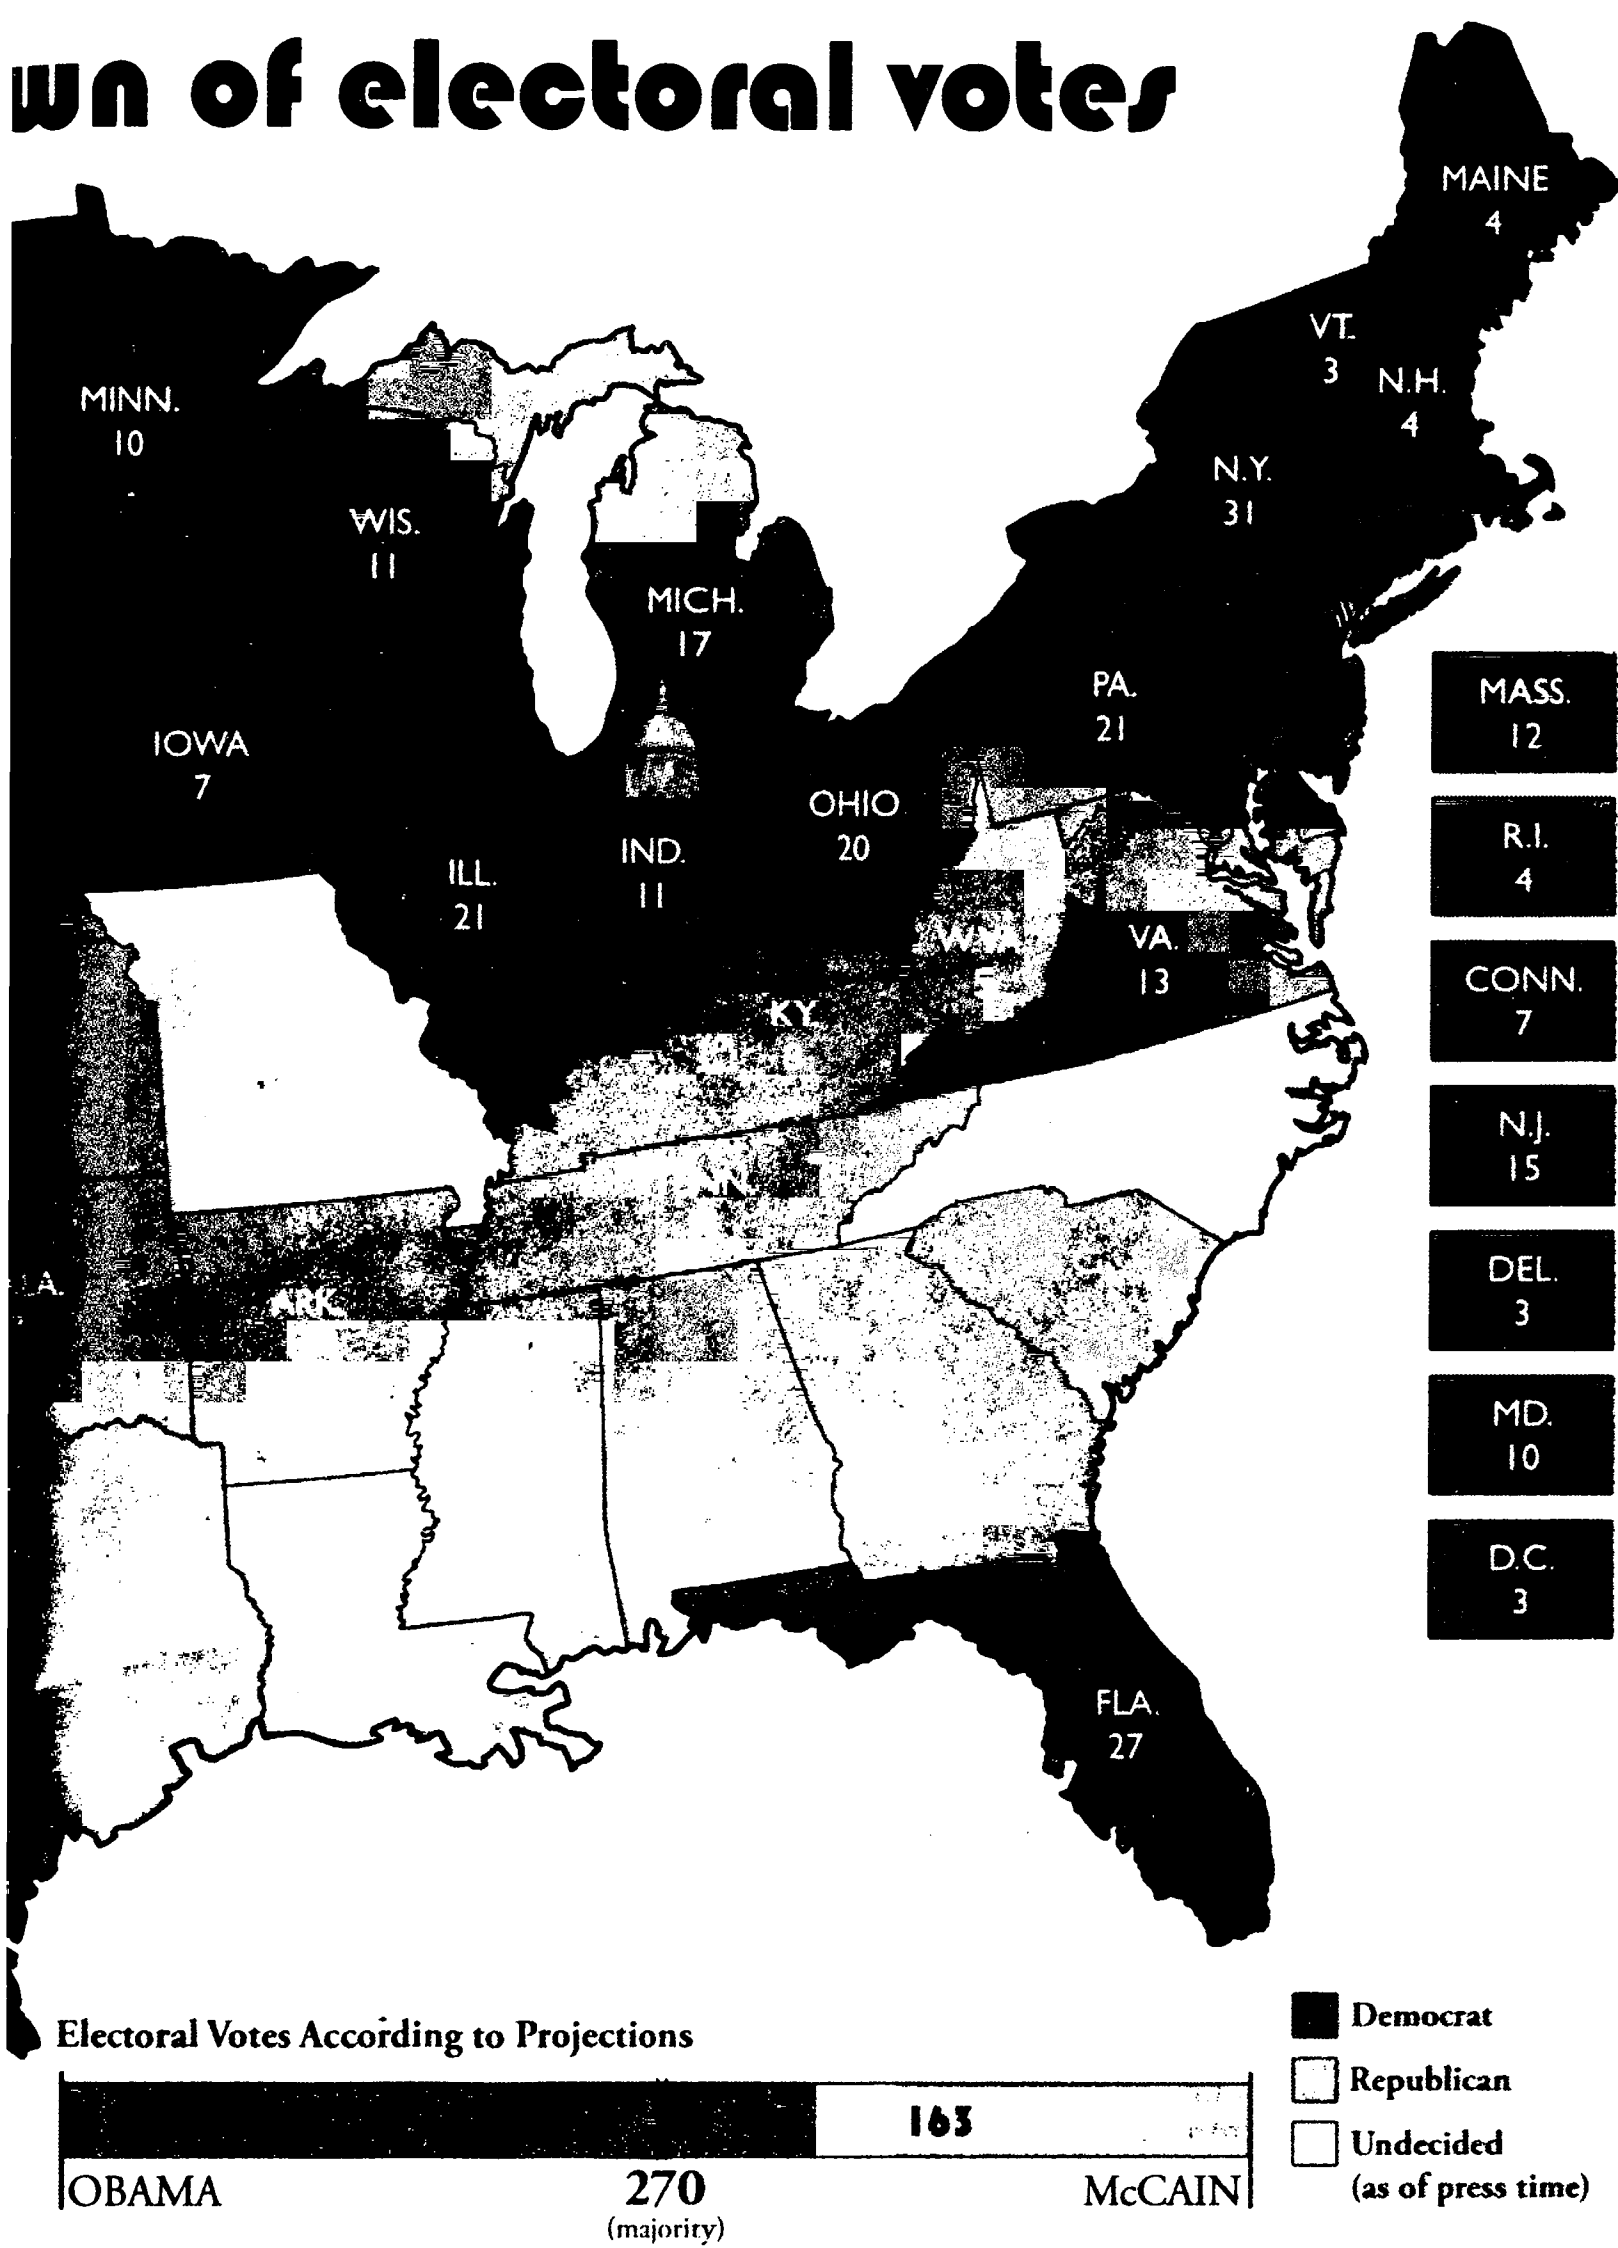 wn of electoral votes
MAINE
4
VT.
3
N.H.
4
MINN.
10
N.Y.
31
WIS.
11
MICH.
17
PA.
21
MASS.
12
IOWA
7
OHIO
20
R.I.
4
IND.
11
ILL.
21
VA.
13
CONN.
7
KY
N.J.
15
DEL.
3
ARK
MD.
10
D.C.
3
FLA.
27
Electoral Votes According to Projections
163
OBAMA
270
(majority)
McCAIN
Democrat
Republican
Undecided
(as of press time)